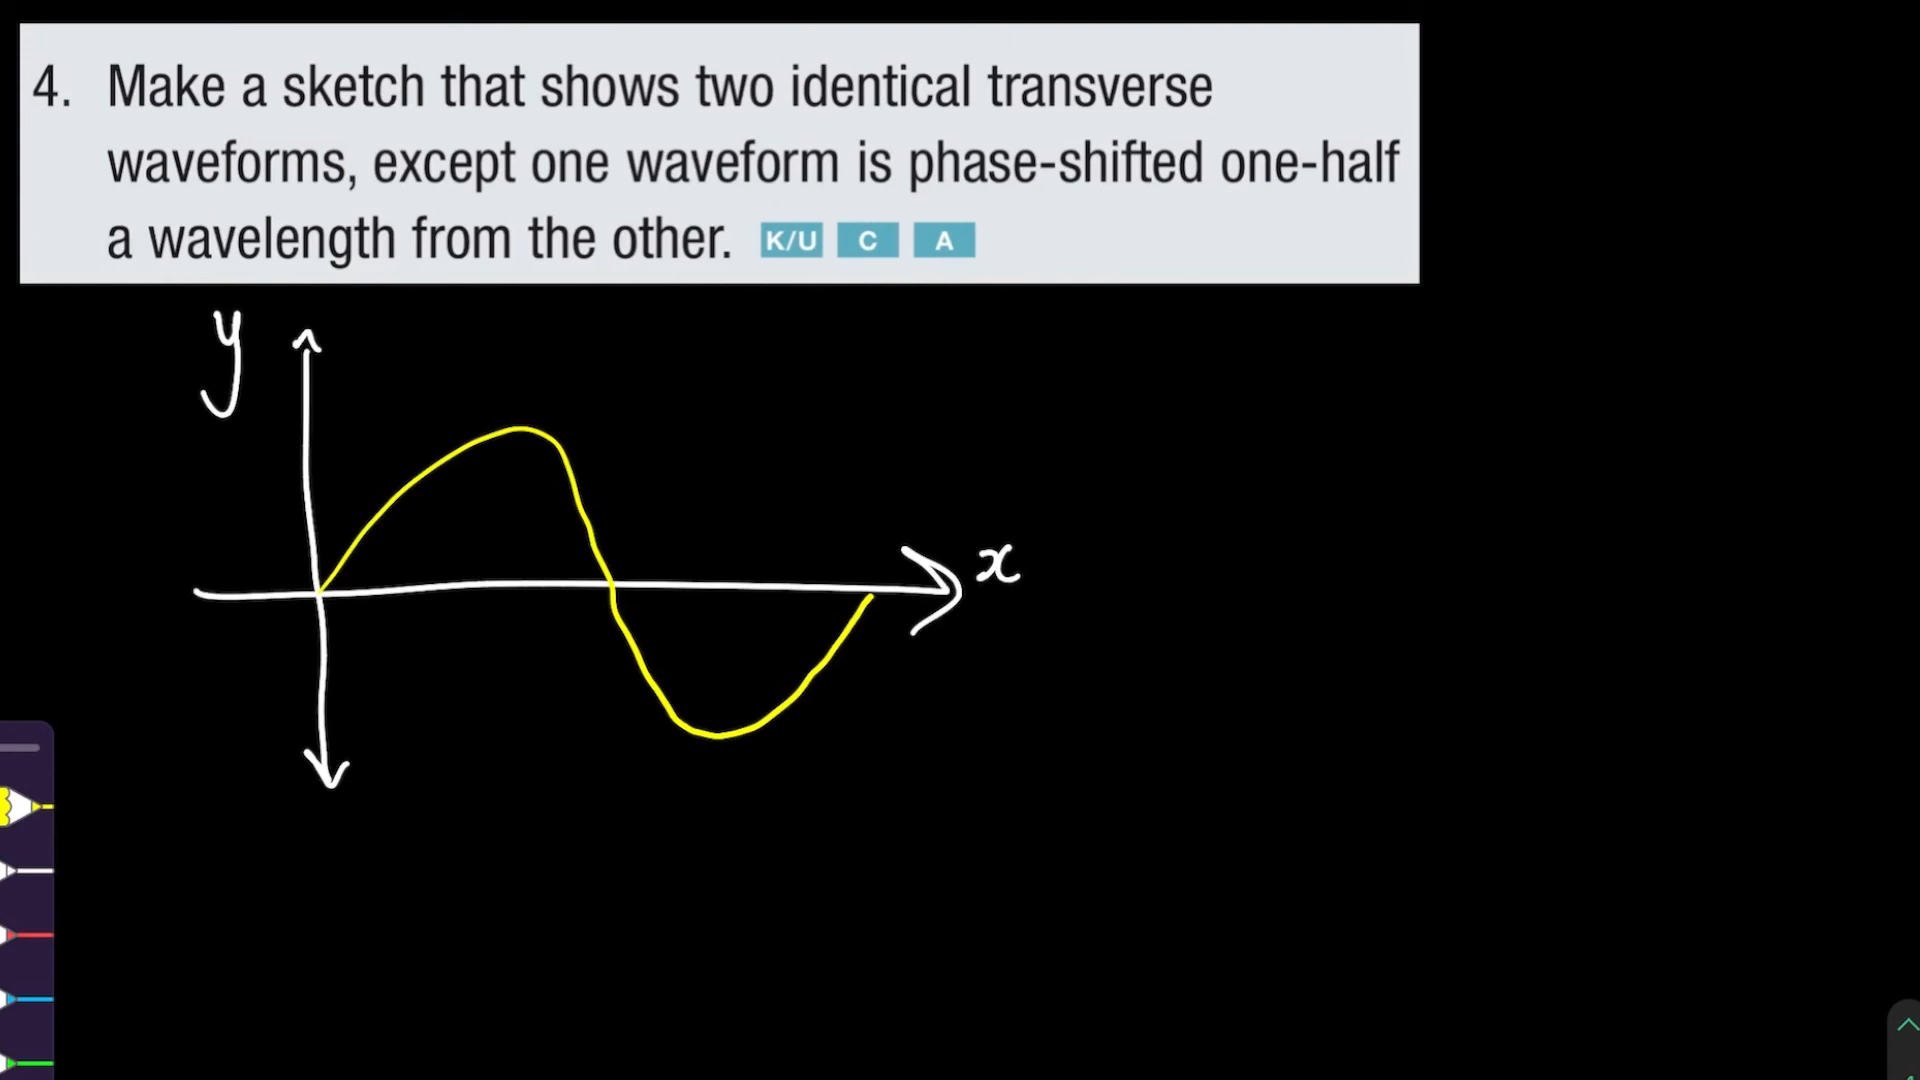 4. Make a sketch that shows two identical transverse
waveforms, except one waveform is phase-shifted one-half
a wavelength from the other. K/U C A
y
x